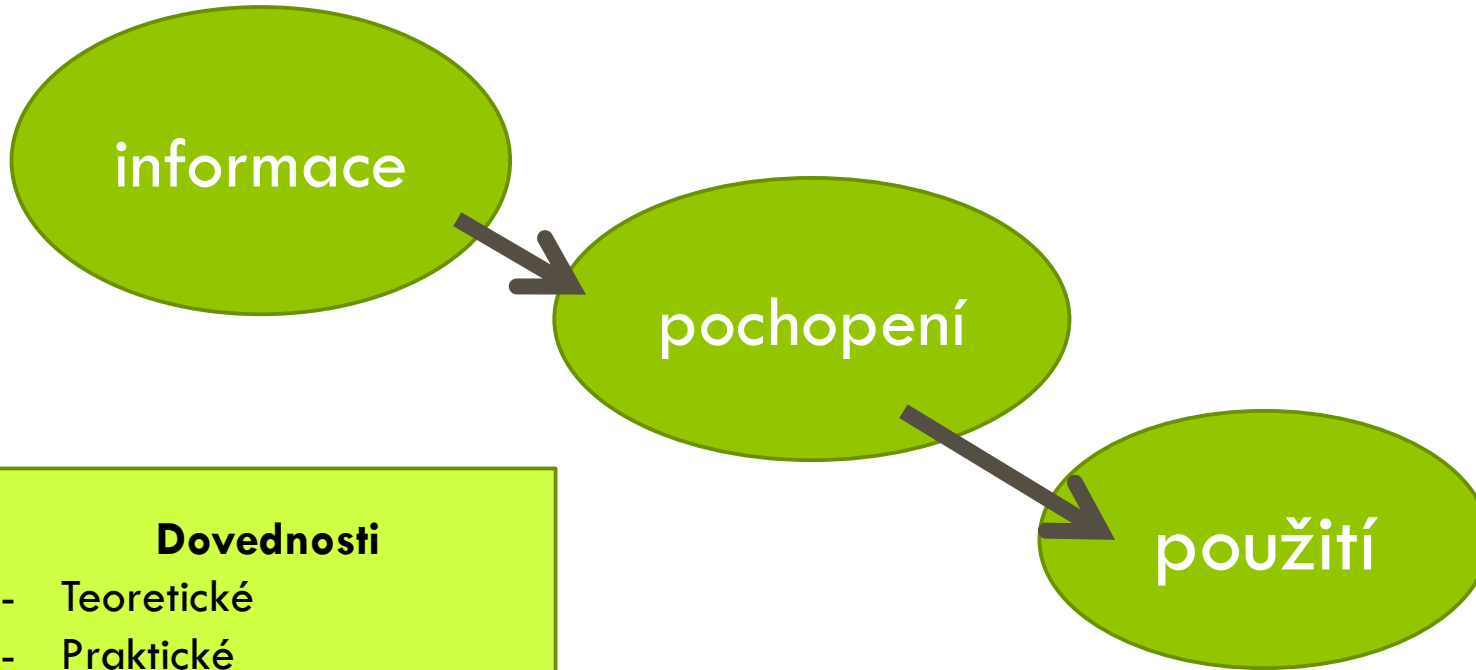 informace
pochopení
použití
Dovednosti
- Teoretické
- Praktické